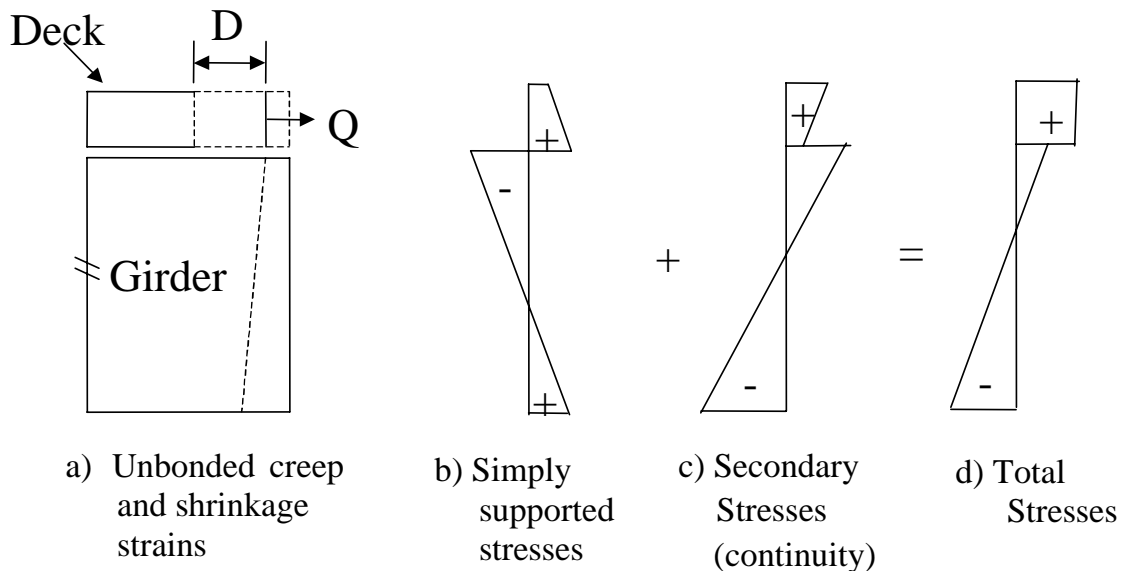 Deck
D
Q
Girder
+
-
+
+
+
-
=
+
-
a) Unbonded creep
and shrinkage
strains
b) Simply
supported
stresses
c) Secondary
Stresses
(continuity)
d) Total
Stresses